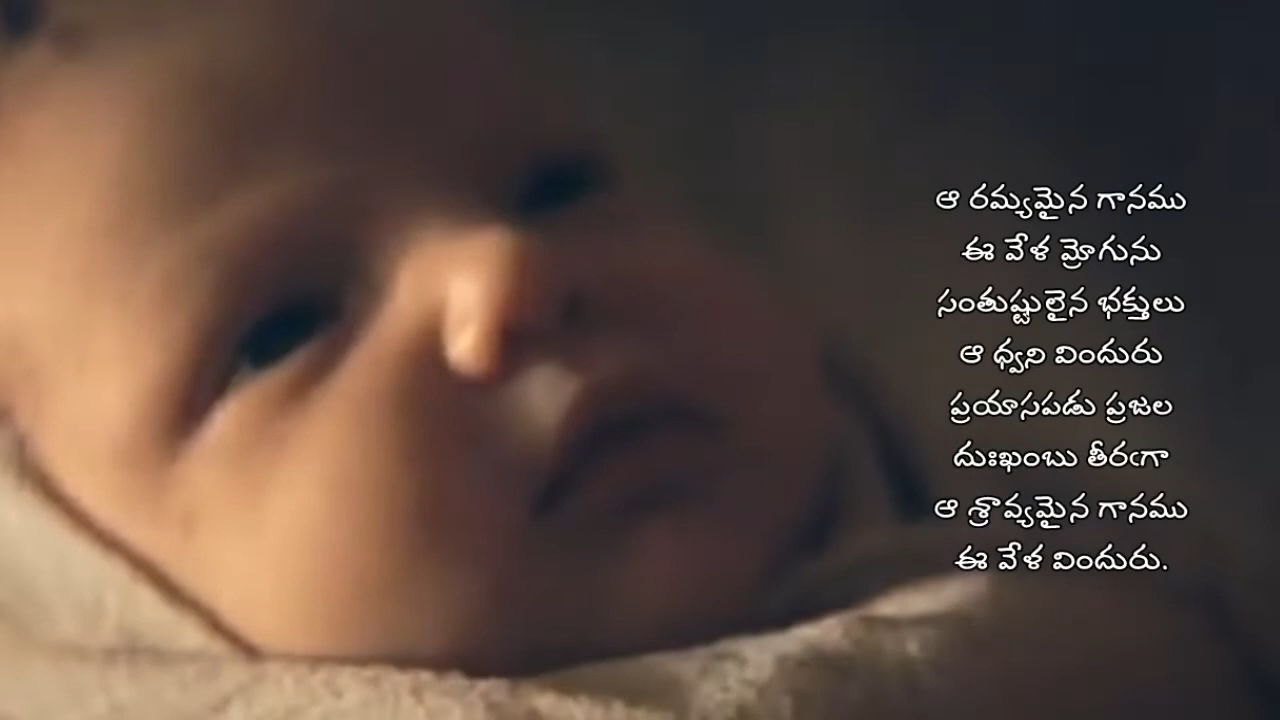 ఆ రమ్యమైన గానము
ఈ వేళ మ్రోగును
సంతుష్టులైన భక్తులు
ఆ ధ్వని విందురు
ప్రయాసపడు ప్రజల
దుఃఖంబు తీరఁగా
ఆ శ్రావ్యమైన గానము
ఈ వేళ విందురు.